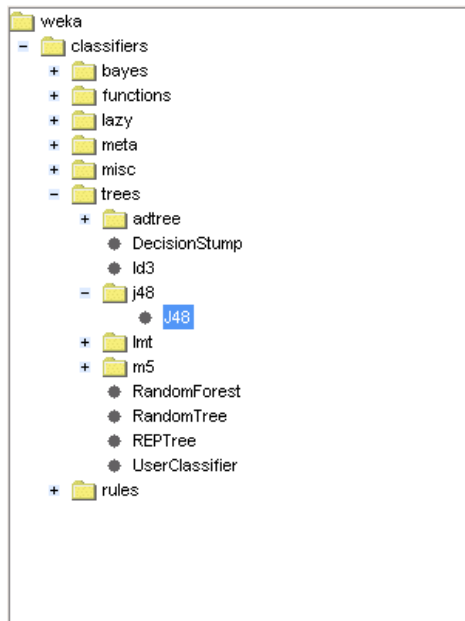 weka
classifiers
bayes
functions
lazy
meta
misc
trees
adtree
DecisionStump
Id3
j48
J48
lmt
m5
RandomForest
RandomTree
REPTree
UserClassifier
rules